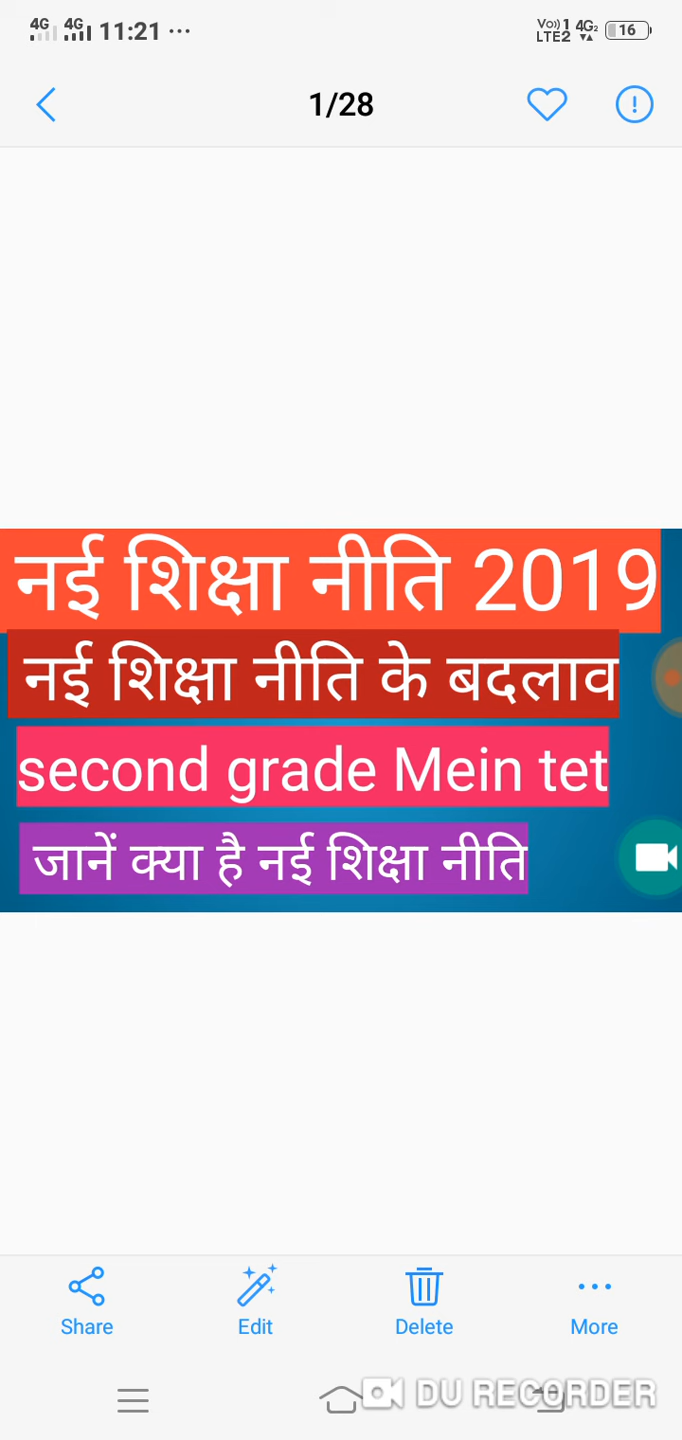 4G 4G 11:21 ... Vo)) 1 LTE2 4G2 16
1/28
नई शिक्षा नीति 2019
नई शिक्षा नीति के बदलाव
second grade Mein tet
जानें क्या है नई शिक्षा नीति
Share Edit Delete More
DU RECORDER